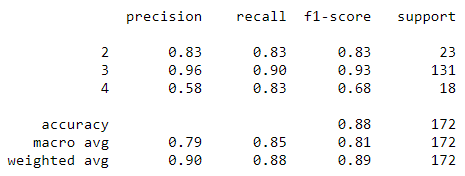 precision recall f1-score support
2 0.83 0.83 0.83 23
3 0.96 0.90 0.93 131
4 0.58 0.83 0.68 18
accuracy 0.88 172
macro avg 0.79 0.85 0.81 172
weighted avg 0.90 0.88 0.89 172